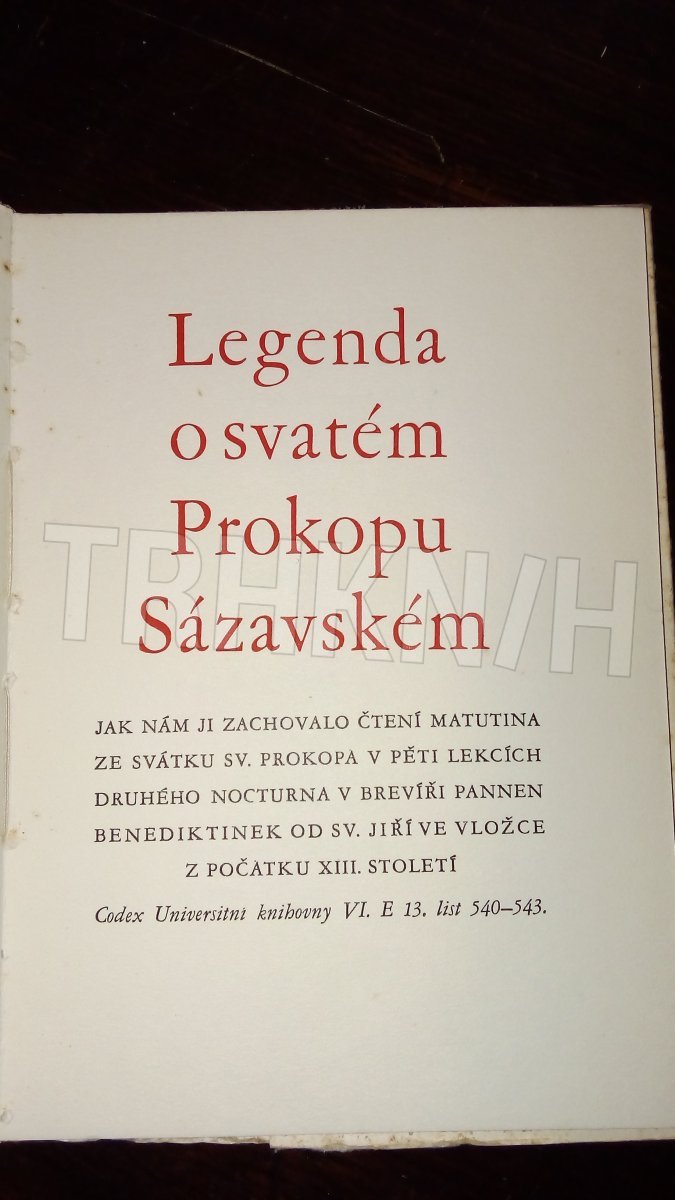 Legenda
o svatém
Prokopu
Sázavském
TRHKN/H
JAK NÁM JI ZACHOVALO ČTENÍ MATUTINA
ZE SVÁTKU SV. PROKOPA V PĚTI LEKCÍCH
DRUHÉHO NOCTURNA V BREVÍŘI PANNEN
BENEDIKTINEK OD SV. JIŘÍ VE VLOŽCE
Z POČATKU XIII. STOLETÍ
Codex Universitní knihovny VI. E 13. list 540–543.